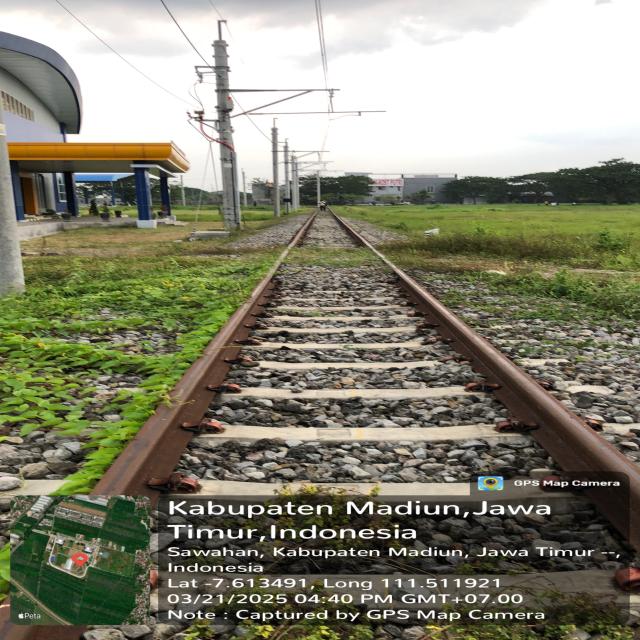 GPS Map Camera
Kabupaten Madiun,Jawa
Timur,Indonesia
Sawahan, Kabupaten Madiun, Jawa Timur --,
Indonesia
Lat -7.613491, Long 111.511921
03/21/2025 04:40 PM GMT+07.00
Note : Captured by GPS Map Camera
Peta